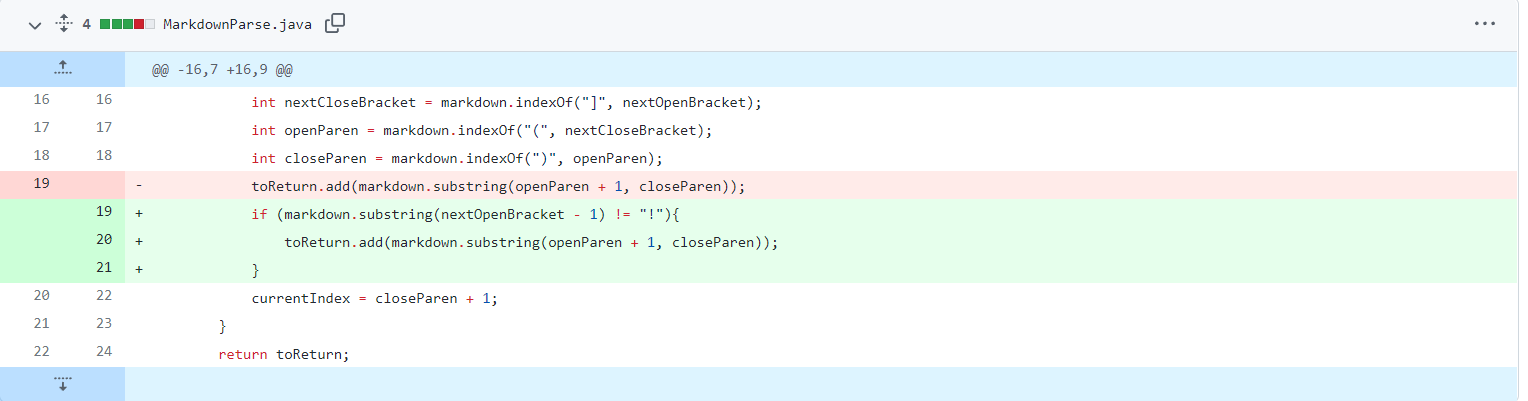 4 MarkdownParse.java
@@ -16,7 +16,9 @@
16 16 int nextCloseBracket = markdown.indexOf("]", nextOpenBracket);
17 17 int openParen = markdown.indexOf("(", nextCloseBracket);
18 18 int closeParen = markdown.indexOf(")", openParen);
19 - toReturn.add(markdown.substring(openParen + 1, closeParen));
19 + if (markdown.substring(nextOpenBracket - 1) != "!"){
20 + toReturn.add(markdown.substring(openParen + 1, closeParen));
21 + }
20 22 currentIndex = closeParen + 1;
21 23 }
22 24 return toReturn;